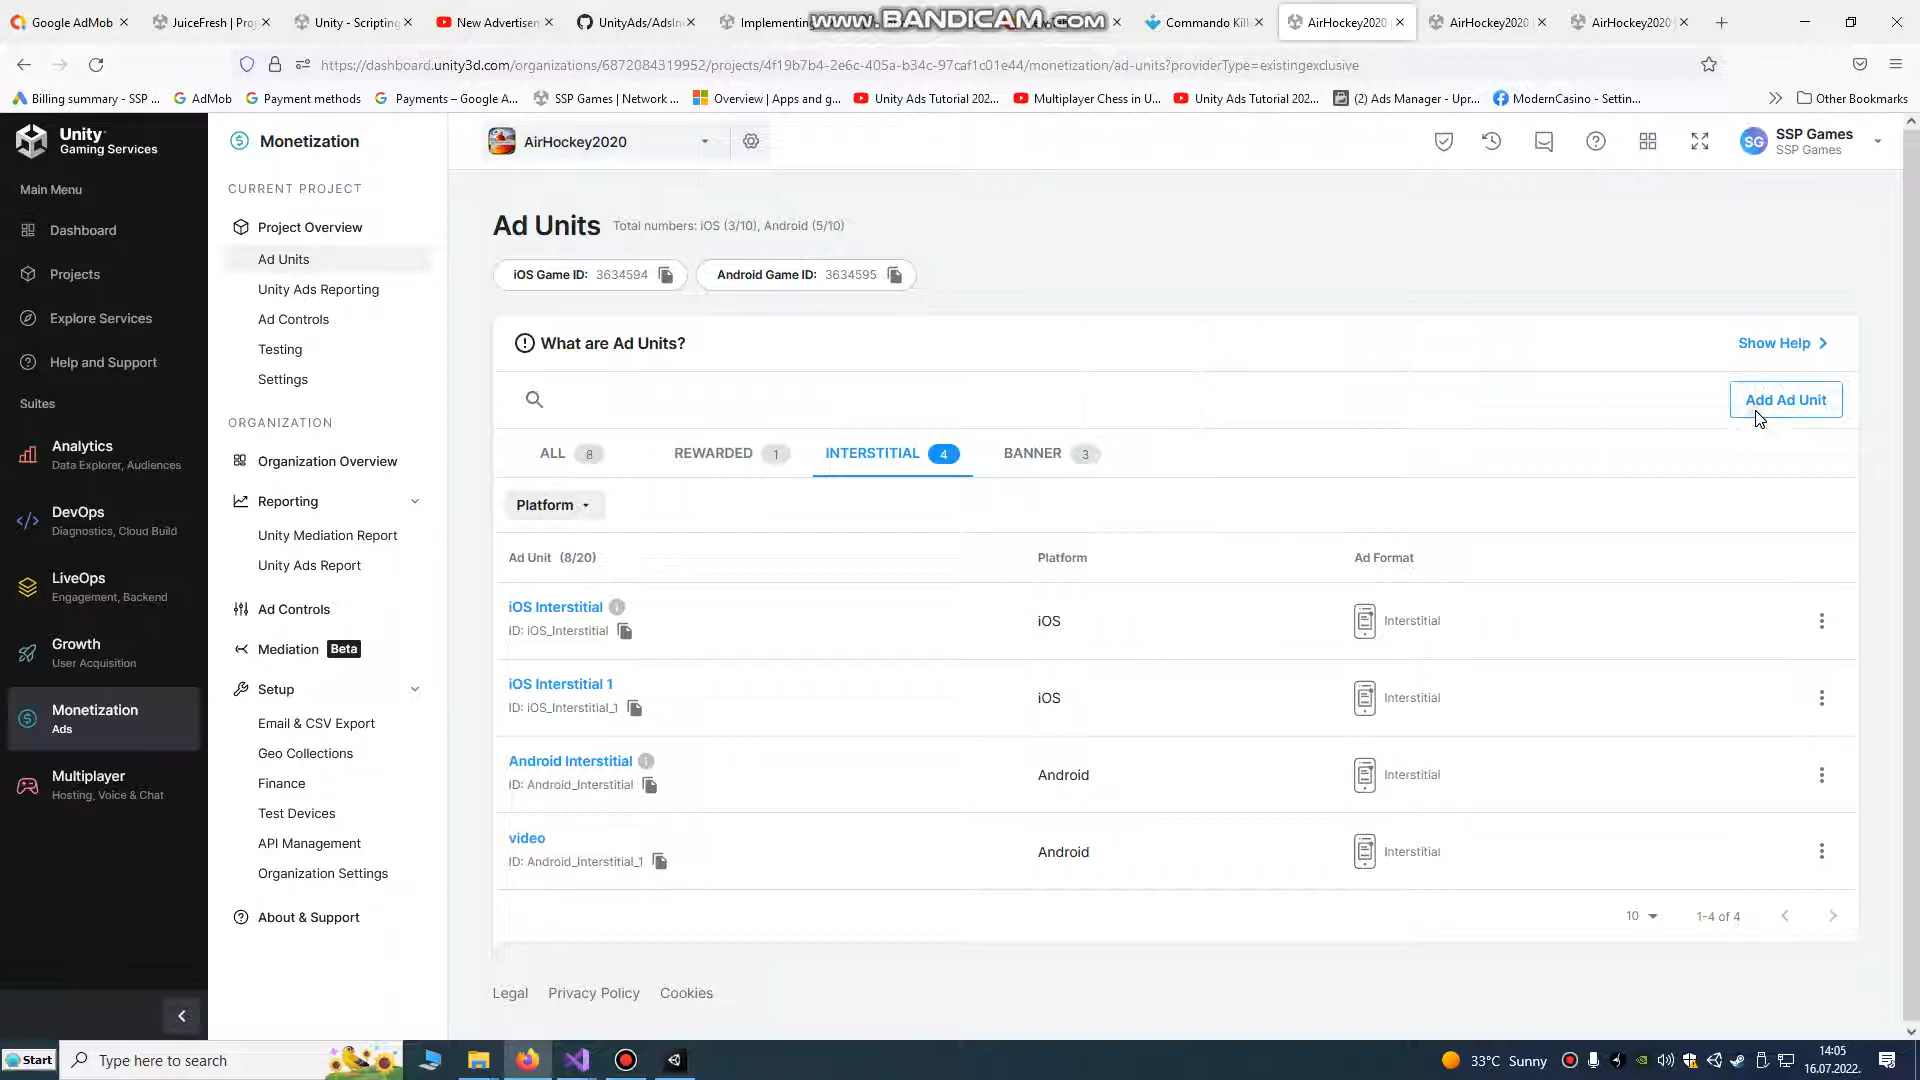 Google AdMob
JuiceFresh | Pro
Unity - Scripting
New Advertisem
UnityAds/AdsIn
Implementing
www.BANDICAM.com
Commando Kill
AirHockey2020
AirHockey2020
AirHockey2020
https://dashboard.unity3d.com/organizations/6872084319952/projects/4f19b7b4-2e6c-405a-b34c-97caf1c01e44/monetization/ad-units?providerType=existingexclusive
Billing summary - SSP ...
AdMob
Payment methods
Payments – Google A...
SSP Games | Network ...
Overview | Apps and g...
Unity Ads Tutorial 202...
Multiplayer Chess in U...
Unity Ads Tutorial 202...
(2) Ads Manager - Upr...
ModernCasino - Settin...
Other Bookmarks
Unity
Gaming Services
Main Menu
Dashboard
Projects
Explore Services
Help and Support
Suites
Analytics
Data Explorer, Audiences
DevOps
Diagnostics, Cloud Build
LiveOps
Engagement, Backend
Growth
User Acquisition
Monetization
Ads
Multiplayer
Hosting, Voice & Chat
Monetization
CURRENT PROJECT
Project Overview
Ad Units
Unity Ads Reporting
Ad Controls
Testing
Settings
ORGANIZATION
Organization Overview
Reporting
Unity Mediation Report
Unity Ads Report
Ad Controls
Mediation Beta
Setup
Email & CSV Export
Geo Collections
Finance
Test Devices
API Management
Organization Settings
About & Support
AirHockey2020
SG
SSP Games
SSP Games
Ad Units Total numbers: iOS (3/10), Android (5/10)
iOS Game ID: 3634594
Android Game ID: 3634595
What are Ad Units?
Show Help
Add Ad Unit
ALL 8
REWARDED 1
INTERSTITIAL 4
BANNER 3
Platform
Ad Unit (8/20) Platform Ad Format
iOS Interstitial
ID: iOS_Interstitial
iOS Interstitial
iOS Interstitial 1
ID: iOS_Interstitial_1
iOS Interstitial
Android Interstitial
ID: Android_Interstitial
Android Interstitial
video
ID: Android_Interstitial_1
Android Interstitial
10 1-4 of 4
Legal Privacy Policy Cookies
Start
Type here to search
33°C Sunny
14:05
16.07.2022.